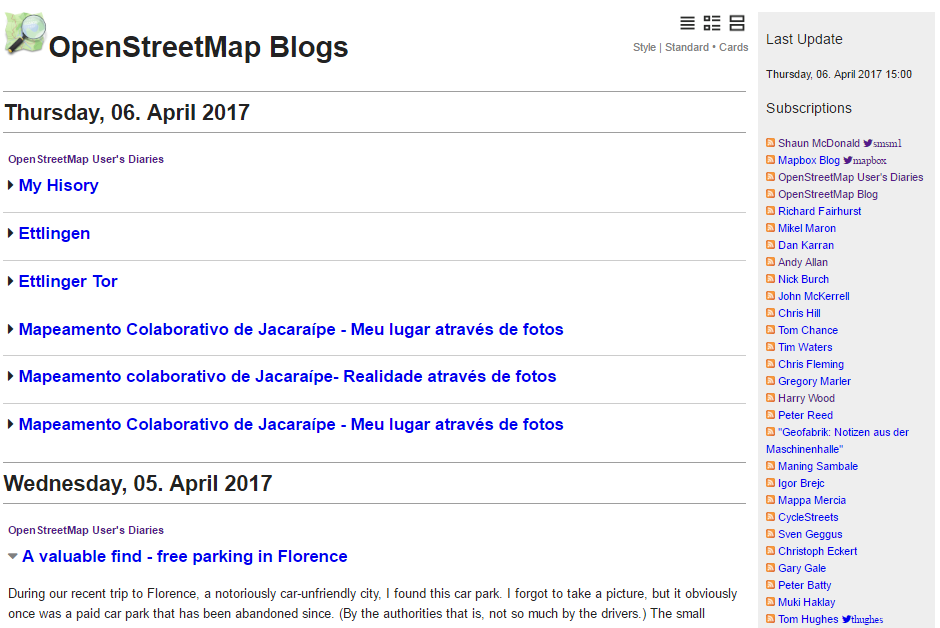 OpenStreetMap Blogs
Style | Standard • Cards
Thursday, 06. April 2017
OpenStreetMap User's Diaries
My Hisory
Ettlingen
Ettlinger Tor
Mapeamento Colaborativo de Jacaraípe - Meu lugar através de fotos
Mapeamento colaborativo de Jacaraípe- Realidade através de fotos
Mapeamento Colaborativo de Jacaraípe - Meu lugar através de fotos
Wednesday, 05. April 2017
OpenStreetMap User's Diaries
A valuable find - free parking in Florence
During our recent trip to Florence, a notoriously car-unfriendly city, I found this car park. I forgot to take a picture, but it obviously
once was a paid car park that has been abandoned since. (By the authorities that is, not so much by the drivers.) The small
Last Update
Thursday, 06. April 2017 15:00
Subscriptions
Shaun McDonald smsm1
Mapbox Blog mapbox
OpenStreetMap User's Diaries
OpenStreetMap Blog
Richard Fairhurst
Mikel Maron
Dan Karran
Andy Allan
Nick Burch
John McKerrell
Chris Hill
Tom Chance
Tim Waters
Chris Fleming
Gregory Marler
Harry Wood
Peter Reed
"Geofabrik: Notizen aus der
Maschinenhalle"
Maning Sambale
Igor Brejc
Mappa Mercia
CycleStreets
Sven Geggus
Christoph Eckert
Gary Gale
Peter Batty
Muki Haklay
Tom Hughes thughes